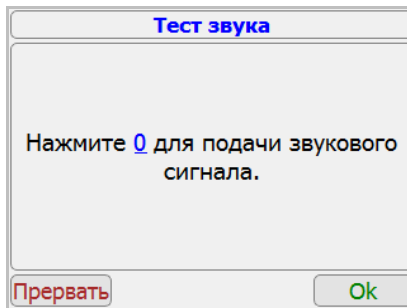 Тест звука
Нажмите 0 для подачи звукового
сигнала.
Прервать
Ok